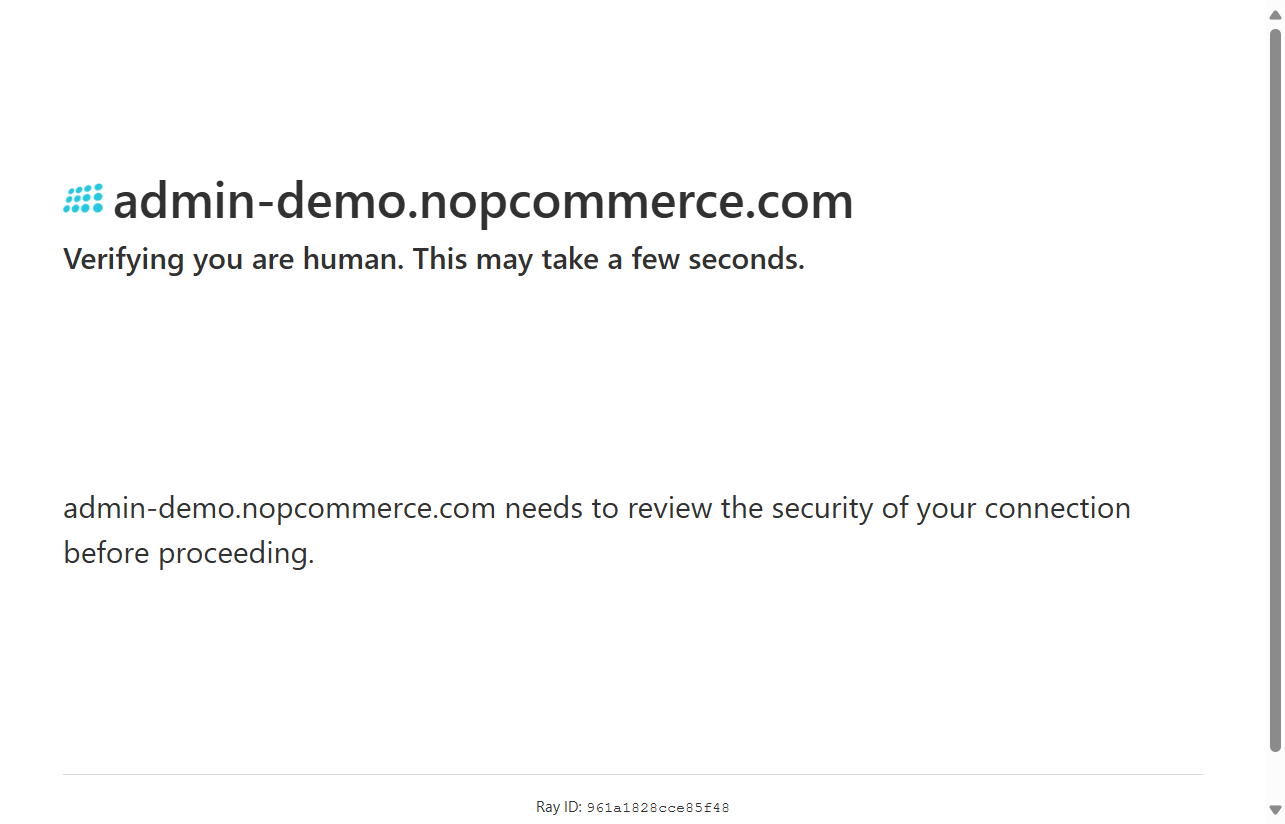 admin-demo.nopcommerce.com
Verifying you are human. This may take a few seconds.
admin-demo.nopcommerce.com needs to review the security of your connection
before proceeding.
Ray ID: 961a1828cce85f48